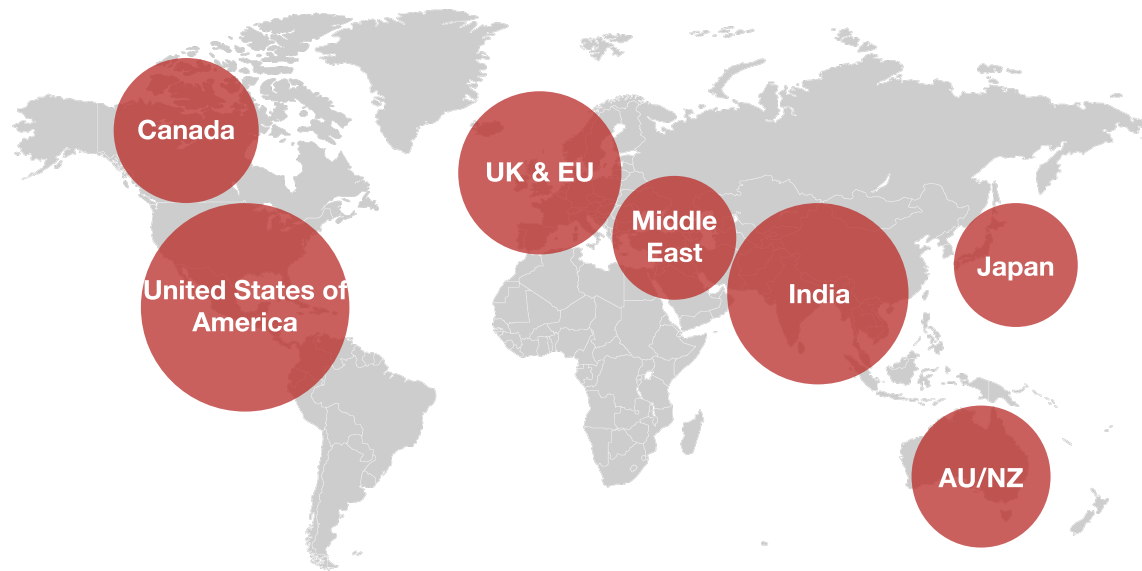 Canada
UK & EU
Middle
East
United States of
America
India
Japan
AU/NZ